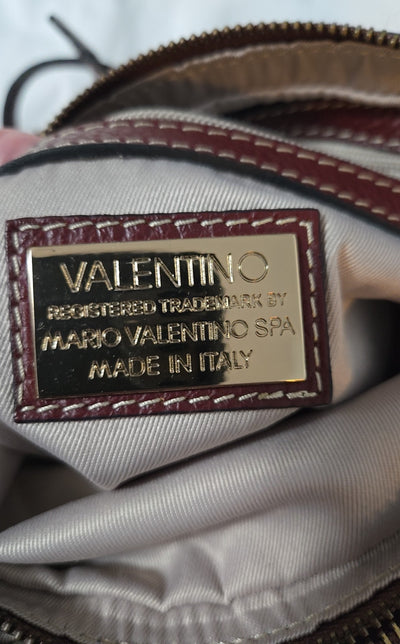 VALENTINO
REGISTERED TRADEMARK BY
MARIO VALENTINO SPA
MADE IN ITALY